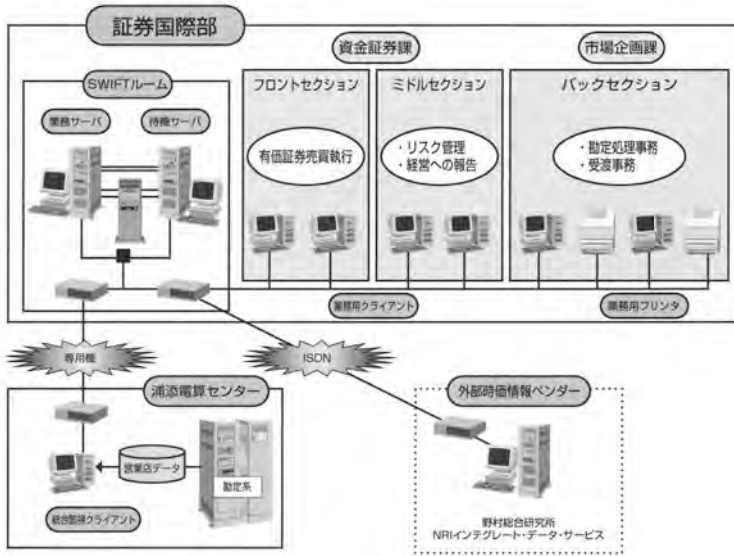 証券国際部
資金証券課
市場企画課
SWIFTルーム
フロントセクション
ミドルセクション
バックセクション
業務サーバ
待機サーバ
有価証券売買執行
・リスク管理
・経営への報告
・勘定処理事務
・受渡事務
業務用クライアント
業務用プリンタ
専用機
ISDN
浦添電算センター
外部時価情報ベンダー
営業店データ
勘定系
統合監視クライアント
野村総合研究所
NRIインテグレート・データ・サービス